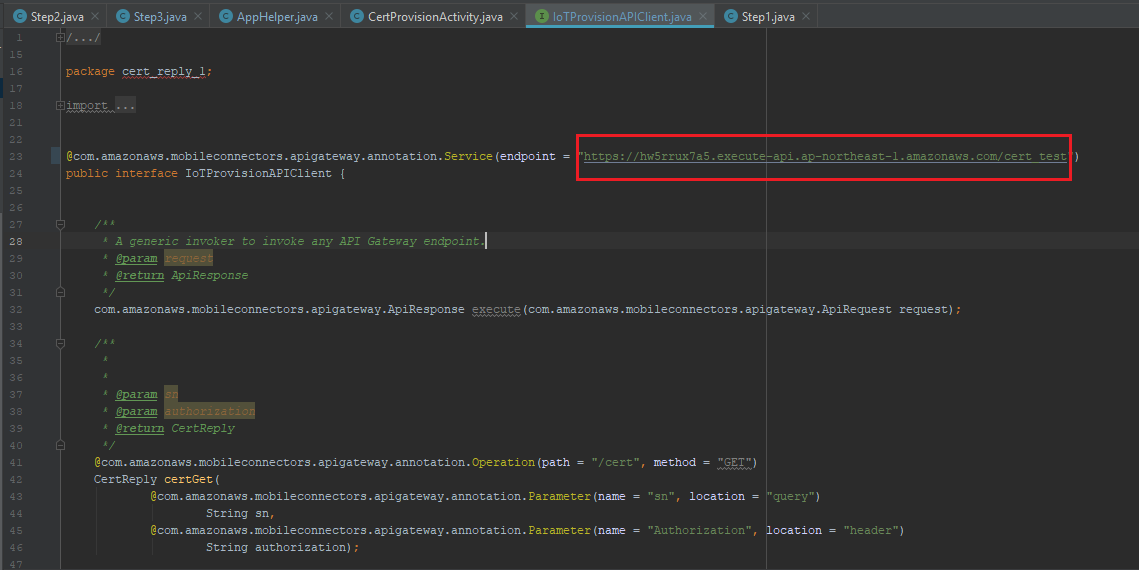 Step2.java Step3.java AppHelper.java CertProvisionActivity.java IoTProvisionAPIClient.java Step1.java
1 /.../
15
16 package cert_reply_1;
17
18 import ...
21
22
23 @com.amazonaws.mobileconnectors.apigateway.annotation.Service(endpoint = "https://hw5rrux7a5.execute-api.ap-northeast-1.amazonaws.com/cert_test")
24 public interface IoTProvisionAPIClient {
25
26
27 /**
28 * A generic invoker to invoke any API Gateway endpoint.
29 * @param request
30 * @return ApiResponse
31 */
32 com.amazonaws.mobileconnectors.apigateway.ApiResponse execute(com.amazonaws.mobileconnectors.apigateway.ApiRequest request);
33
34 /**
35 *
36 *
37 * @param sn
38 * @param authorization
39 * @return CertReply
40 */
41 @com.amazonaws.mobileconnectors.apigateway.annotation.Operation(path = "/cert", method = "GET")
42 CertReply certGet(
43 @com.amazonaws.mobileconnectors.apigateway.annotation.Parameter(name = "sn", location = "query")
44 String sn,
45 @com.amazonaws.mobileconnectors.apigateway.annotation.Parameter(name = "Authorization", location = "header")
46 String authorization);
47